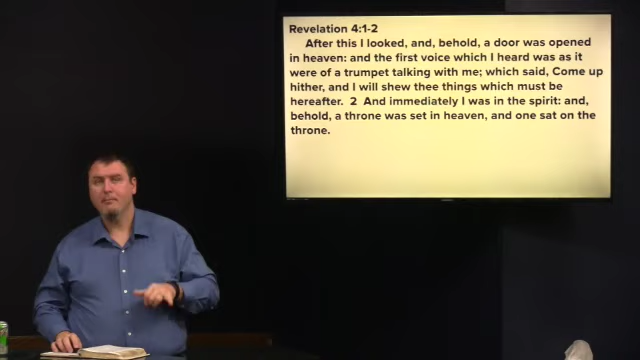 Revelation 4:1-2
After this I looked, and, behold, a door was opened
in heaven: and the first voice which I heard was as it
were of a trumpet talking with me; which said, Come up
hither, and I will shew thee things which must be
hereafter. 2 And immediately I was in the spirit: and,
behold, a throne was set in heaven, and one sat on the
throne.